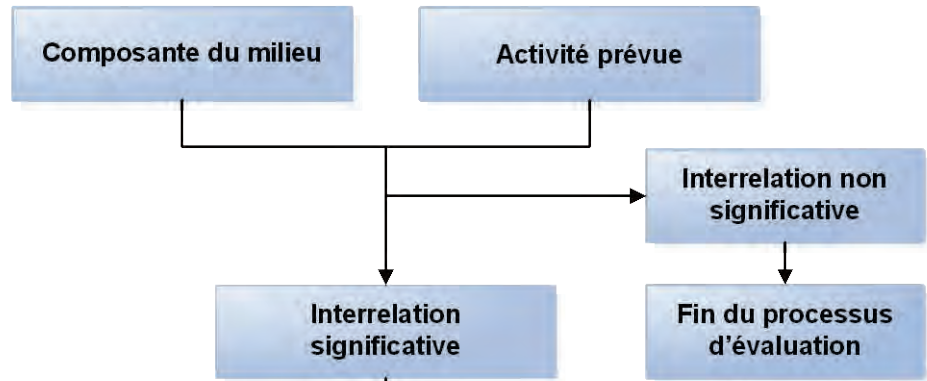 Composante du milieu
Activité prévue
Interrelation non
significative
Interrelation
significative
Fin du processus
d'évaluation